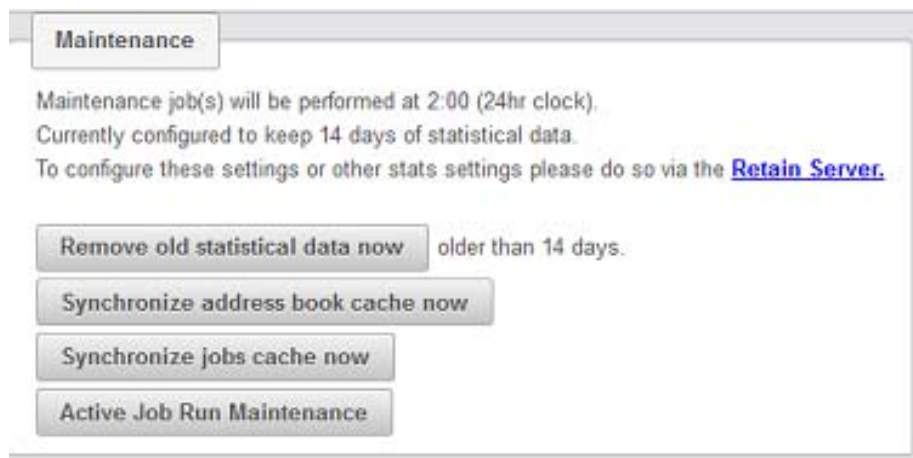 Maintenance
Maintenance job(s) will be performed at 2:00 (24hr clock).
Currently configured to keep 14 days of statistical data.
To configure these settings or other stats settings please do so via the Retain Server.
Remove old statistical data now older than 14 days.
Synchronize address book cache now
Synchronize jobs cache now
Active Job Run Maintenance